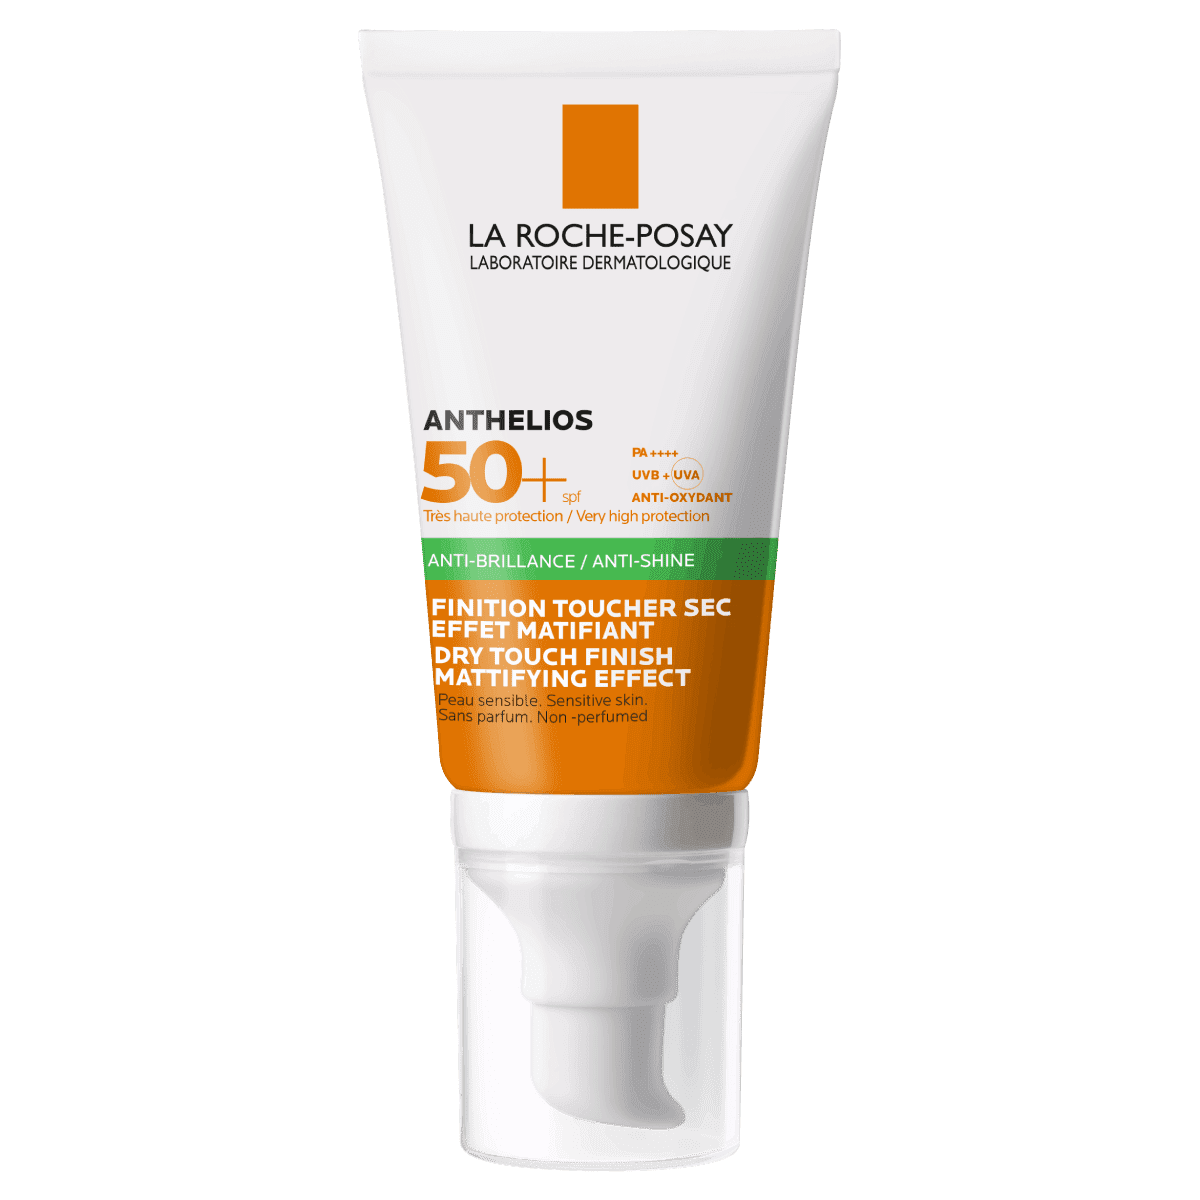 LA ROCHE-POSAY
LABORATOIRE DERMATOLOGIQUE
ANTHELIOS
50+ spf
PA ++++
UVB + UVA
ANTI-OXYDANT
Très haute protection / Very high protection
ANTI-BRILLANCE / ANTI-SHINE
FINITION TOUCHER SEC
EFFET MATIFIANT
DRY TOUCH FINISH
MATTIFYING EFFECT
Peau sensible. Sensitive skin.
Sans parfum. Non -perfumed